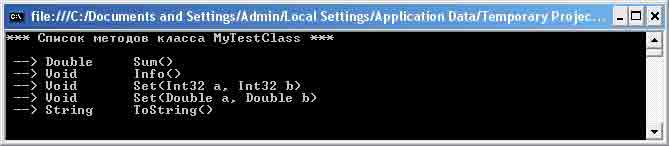 file:///C:/Documents and Settings/Admin/Local Settings/Application Data/Temporary Projec...
*** Список методов класса MyTestClass ***
--> Double Sum()
--> Void Info()
--> Void Set(Int32 a, Int32 b)
--> Void Set(Double a, Double b)
--> String ToString()